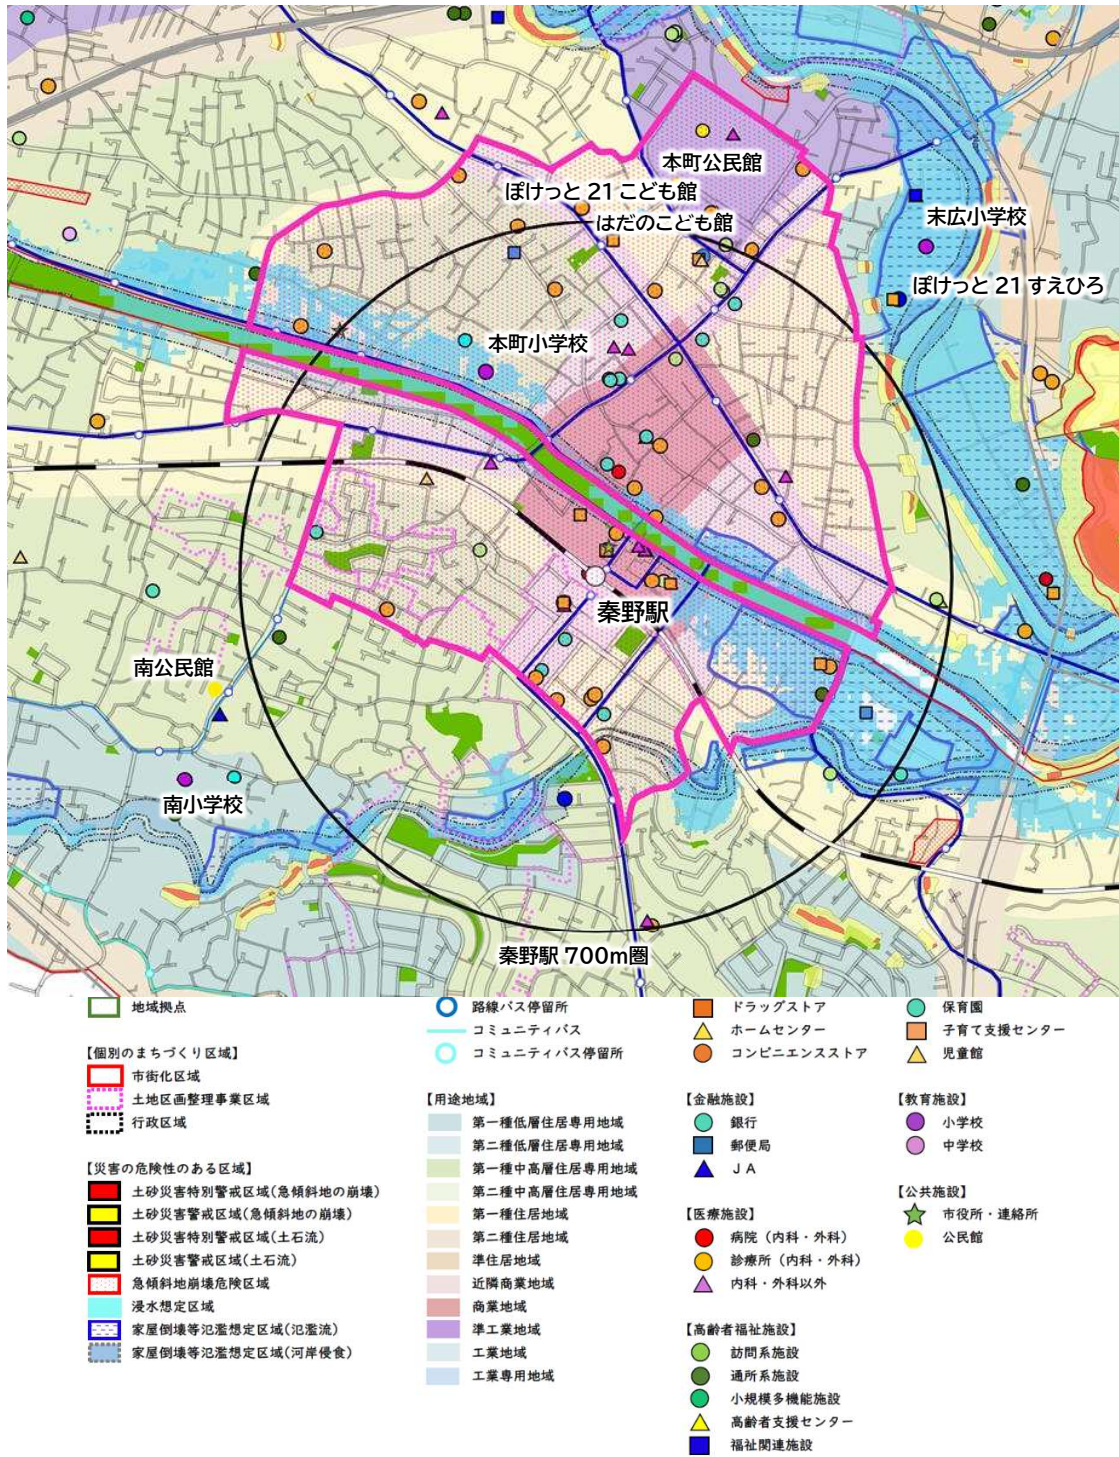 本町公民館
ぽけっと 21 こども館
はだのこども館
末広小学校
ぽけっと 21 すえひろ
本町小学校
秦野駅
南公民館
南小学校
秦野駅 700m圏
地域拠点
【個別のまちづくり区域】
市街化区域
土地区画整理事業区域
行政区域
【災害の危険性のある区域】
土砂災害特別警戒区域(急傾斜地の崩壊)
土砂災害警戒区域(急傾斜地の崩壊)
土砂災害特別警戒区域(土石流)
土砂災害警戒区域(土石流)
急傾斜地崩壊危険区域
浸水想定区域
家屋倒壊等氾濫想定区域(氾濫流)
家屋倒壊等氾濫想定区域(河岸侵食)
路線バス停留所
コミュニティバス
コミュニティバス停留所
【用途地域】
第一種低層住居専用地域
第二種低層住居専用地域
第一種中高層住居専用地域
第二種中高層住居専用地域
第一種住居地域
第二種住居地域
準住居地域
近隣商業地域
商業地域
準工業地域
工業地域
工業専用地域
ドラッグストア
ホームセンター
コンビニエンスストア
【金融施設】
銀行
郵便局
ＪＡ
【医療施設】
病院（内科・外科）
診療所（内科・外科）
内科・外科以外
【高齢者福祉施設】
訪問系施設
通所系施設
小規模多機能施設
高齢者支援センター
福祉関連施設
保育園
子育て支援センター
児童館
【教育施設】
小学校
中学校
【公共施設】
市役所・連絡所
公民館